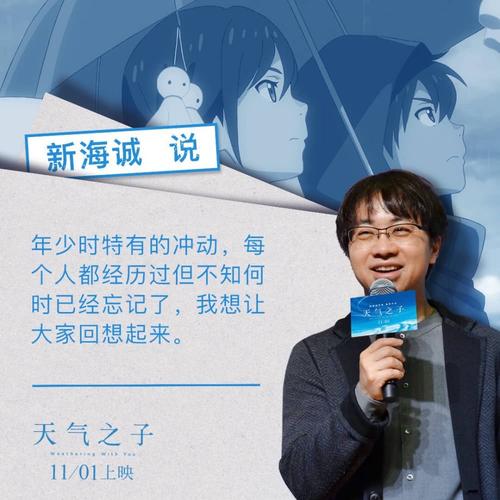 新海诚 说
年少时特有的冲动，每
个人都经历过但不知何
时已经忘记了，我想让
大家回想起来。
天气之子
天气之子
Weathering With You
11/01上映